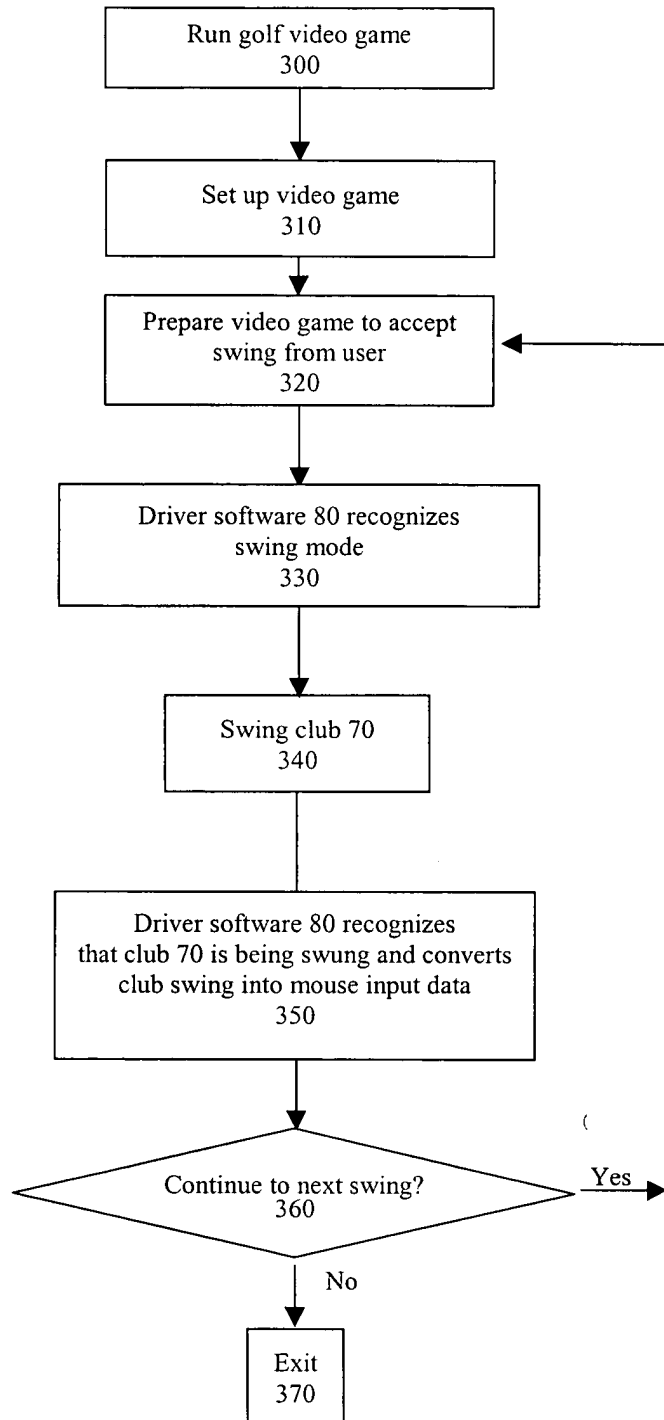 Run golf video game
300
Set up video game
310
Prepare video game to accept
swing from user
320
Driver software 80 recognizes
swing mode
330
Swing club 70
340
Driver software 80 recognizes
that club 70 is being swung and converts
club swing into mouse input data
350
Continue to next swing?
360
Yes
No
Exit
370